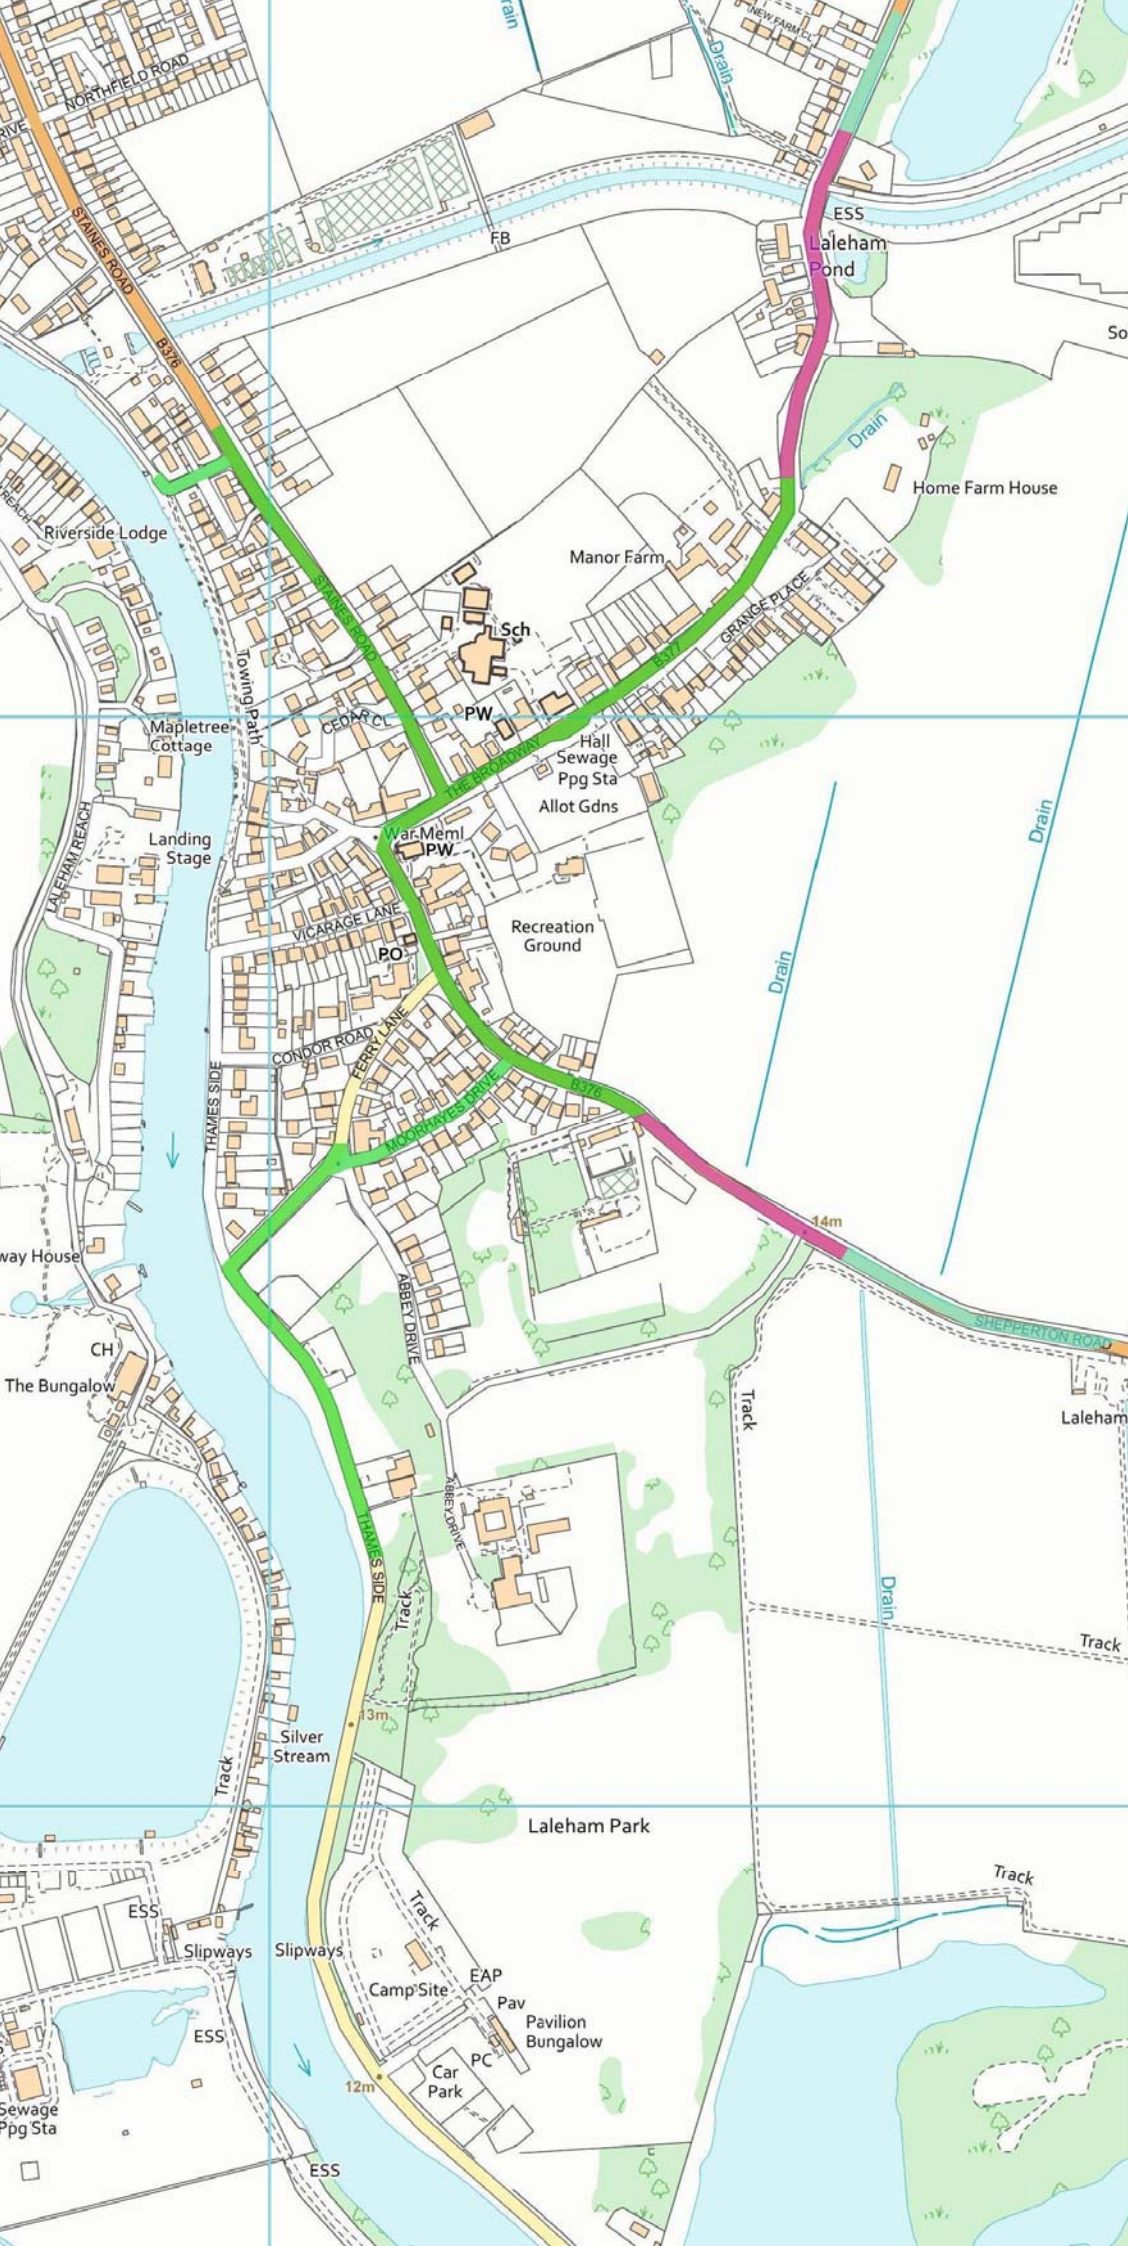 Drain
NEW FARM CL
Drain
NORTHFIELD ROAD
RIVE
STAINES ROAD
ESS
FB
Laleham
Pond
So
B376
Drain
REACH
Home Farm House
Riverside Lodge
Manor Farm
STAINES ROAD
GRANGE PLACE
Sch
B377
Towing Path
PW
CEDAR CL
Mapletree
Cottage
Hall
Sewage
Ppg Sta
THE BROADWAY
Allot Gdns
Drain
War Meml
PW
Landing
Stage
LALEHAM REACH
VICARAGE LANE
Recreation
Ground
PO
Drain
CONDOR ROAD
FERRY LANE
THAMES SIDE
MOORHAYES DRIVE
B376
14m
way House
ABBEY DRIVE
SHEPPERTON ROAD
CH
The Bungalow
Track
Laleham
ABBEY DRIVE
THAMES SIDE
Track
Drain
Track
13m
Silver
Stream
Track
Laleham Park
Track
Track
ESS
Slipways
Slipways
Camp Site
EAP
Pav
Pavilion
Bungalow
ESS
PC
Car
Park
12m
Sewage
Ppg Sta
ESS